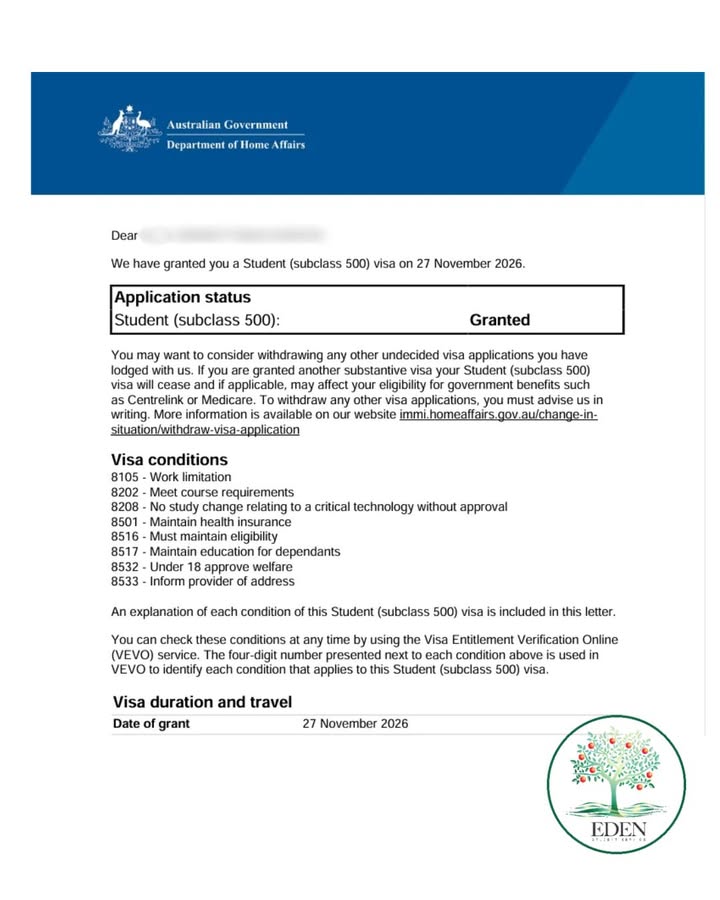 Australian Government
Department of Home Affairs
Dear
We have granted you a Student (subclass 500) visa on 27 November 2026.
Application status
Student (subclass 500): Granted
You may want to consider withdrawing any other undecided visa applications you have
lodged with us. If you are granted another substantive visa your Student (subclass 500)
visa will cease and if applicable, may affect your eligibility for government benefits such
as Centrelink or Medicare. To withdraw any other visa applications, you must advise us in
writing. More information is available on our website immi.homeaffairs.gov.au/change-in-
situation/withdraw-visa-application
Visa conditions
8105 - Work limitation
8202 - Meet course requirements
8208 - No study change relating to a critical technology without approval
8501 - Maintain health insurance
8516 - Must maintain eligibility
8517 - Maintain education for dependants
8532 - Under 18 approve welfare
8533 - Inform provider of address
An explanation of each condition of this Student (subclass 500) visa is included in this letter.
You can check these conditions at any time by using the Visa Entitlement Verification Online
(VEVO) service. The four-digit number presented next to each condition above is used in
VEVO to identify each condition that applies to this Student (subclass 500) visa.
Visa duration and travel
Date of grant 27 November 2026
EDEN